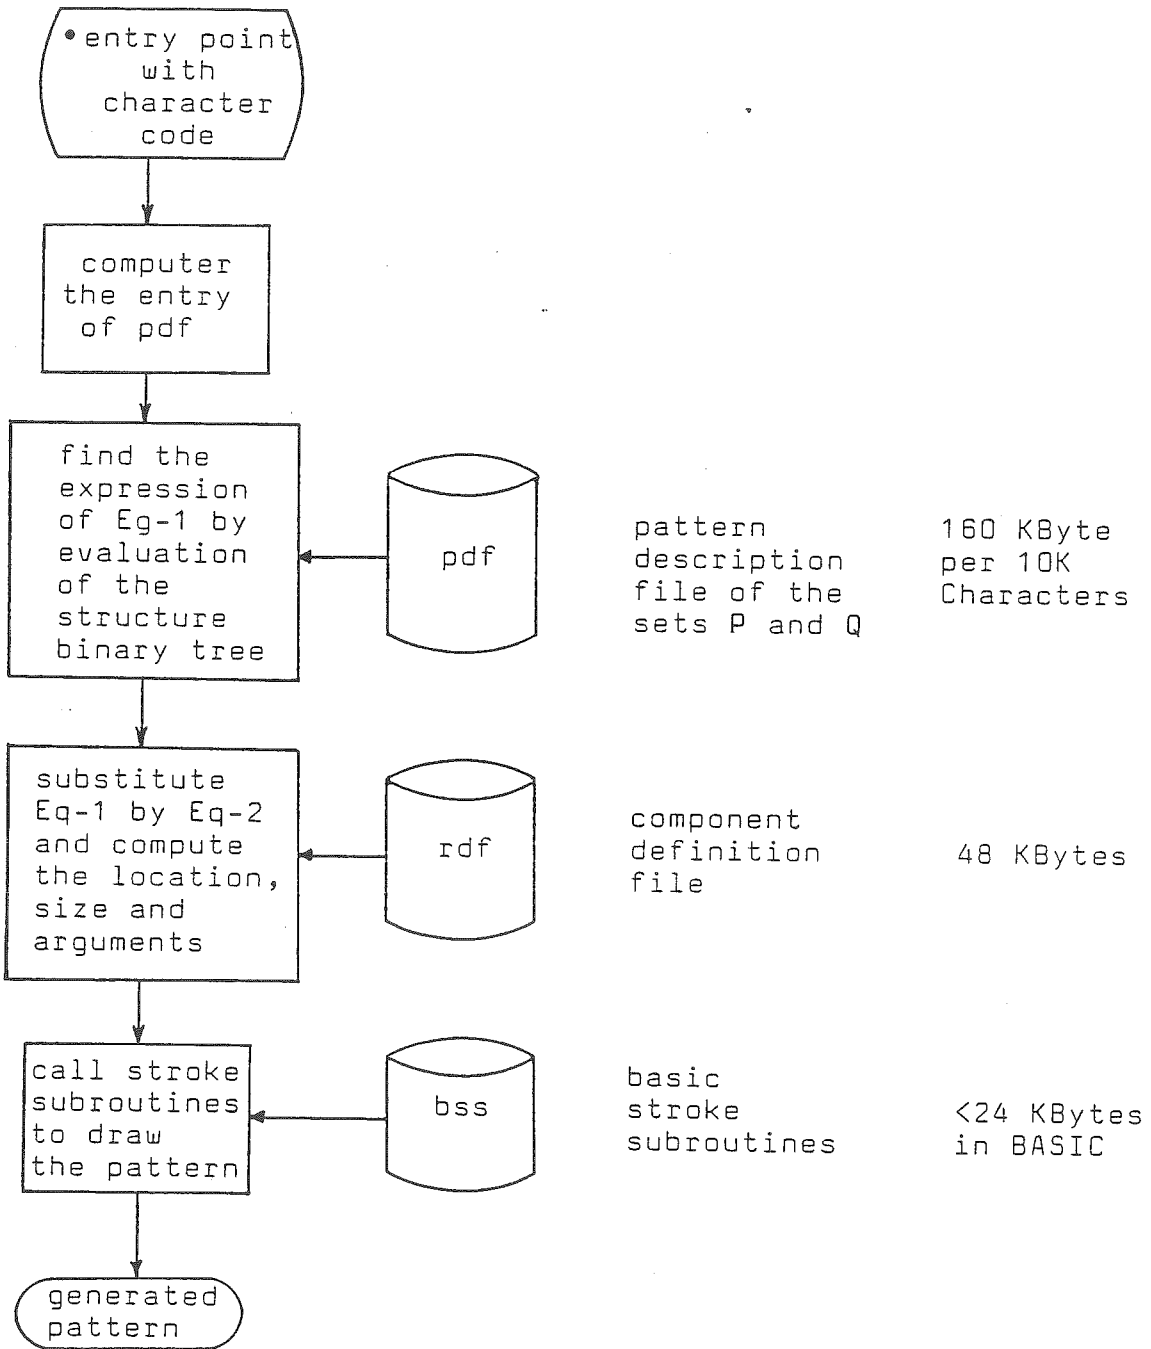 • entry point
with
character
code
computer
the entry
of pdf
find the
expression
of Eg-1 by
evaluation
of the
structure
binary tree
pdf
pattern
description
file of the
sets P and Q
160 KByte
per 10K
Characters
substitute
Eq-1 by Eq-2
and compute
the location,
size and
arguments
rdf
component
definition
file
48 KBytes
call stroke
subroutines
to draw
the pattern
bss
basic
stroke
subroutines
<24 KBytes
in BASIC
generated
pattern